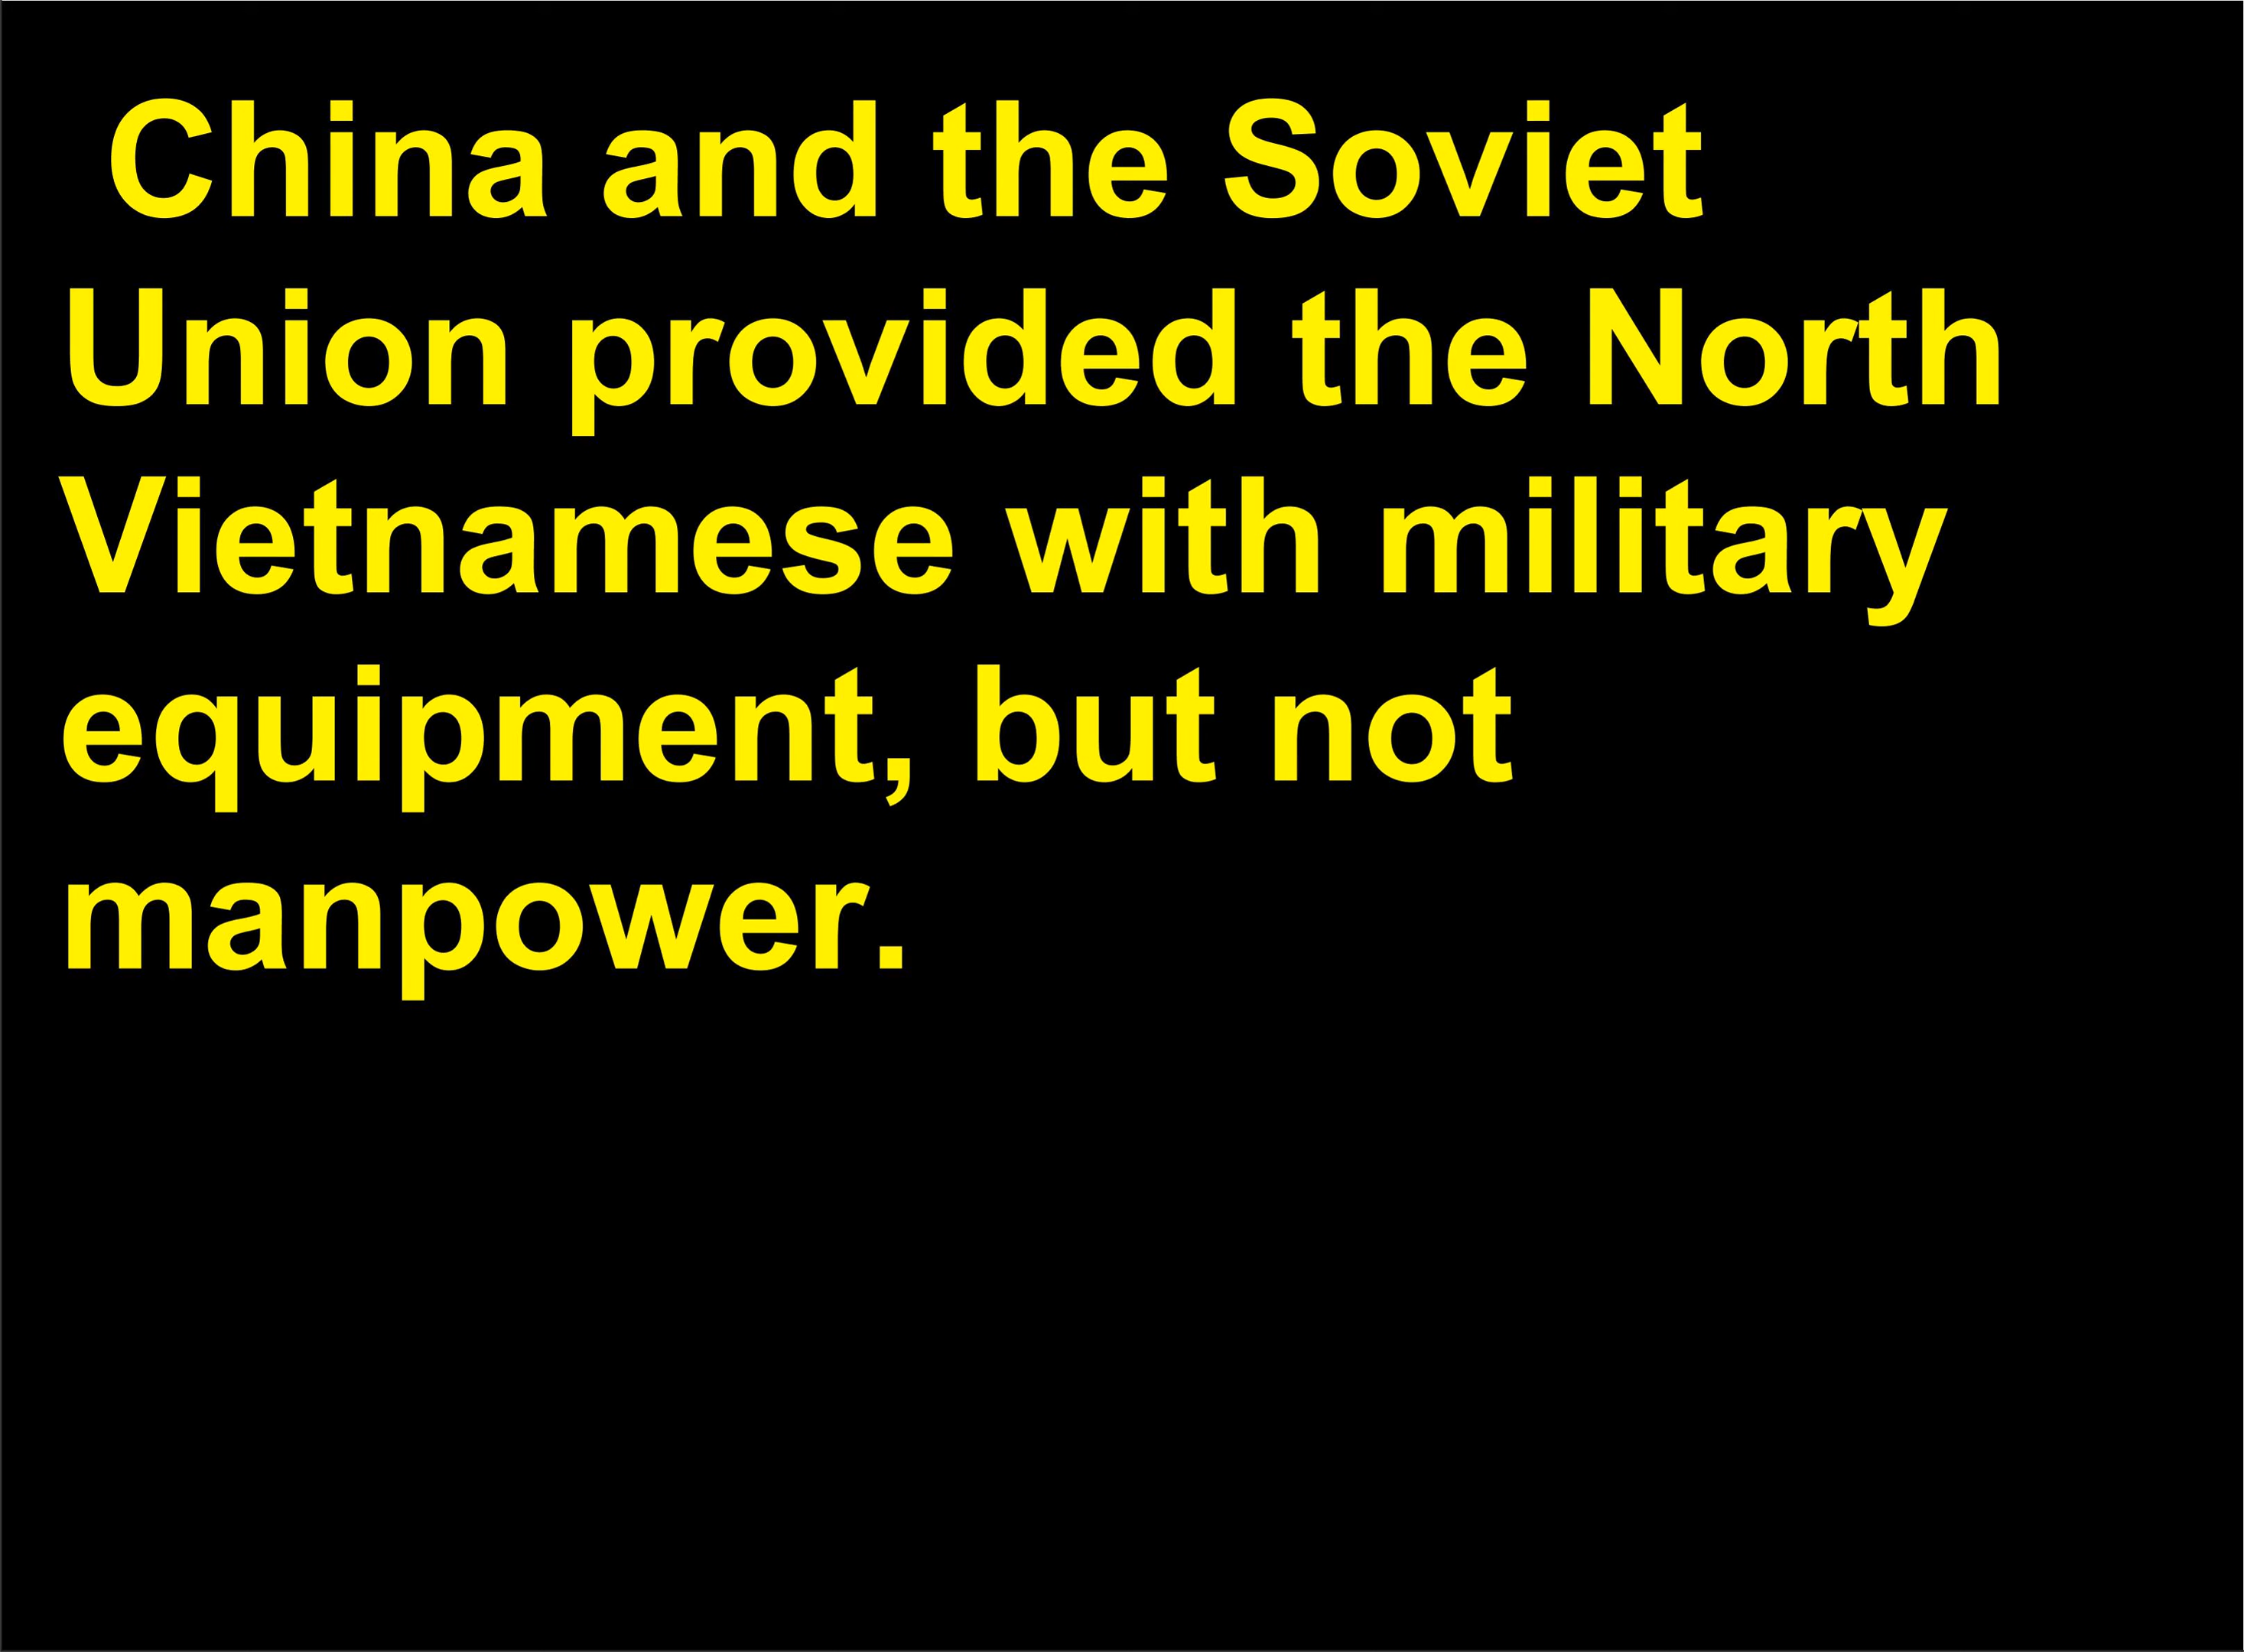 China and the Soviet
Union provided the North
Vietnamese with military
equipment, but not
manpower.